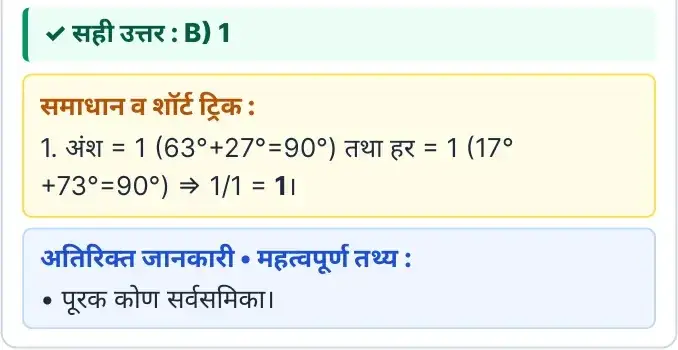 ✓ सही उत्तर : B) 1
समाधान व शॉर्ट ट्रिक :
1. अंश = 1 (63°+27°=90°) तथा हर = 1 (17°
+73°=90°) ⇒ 1/1 = 1।
अतिरिक्त जानकारी • महत्वपूर्ण तथ्य :
• पूरक कोण सर्वसमिका।